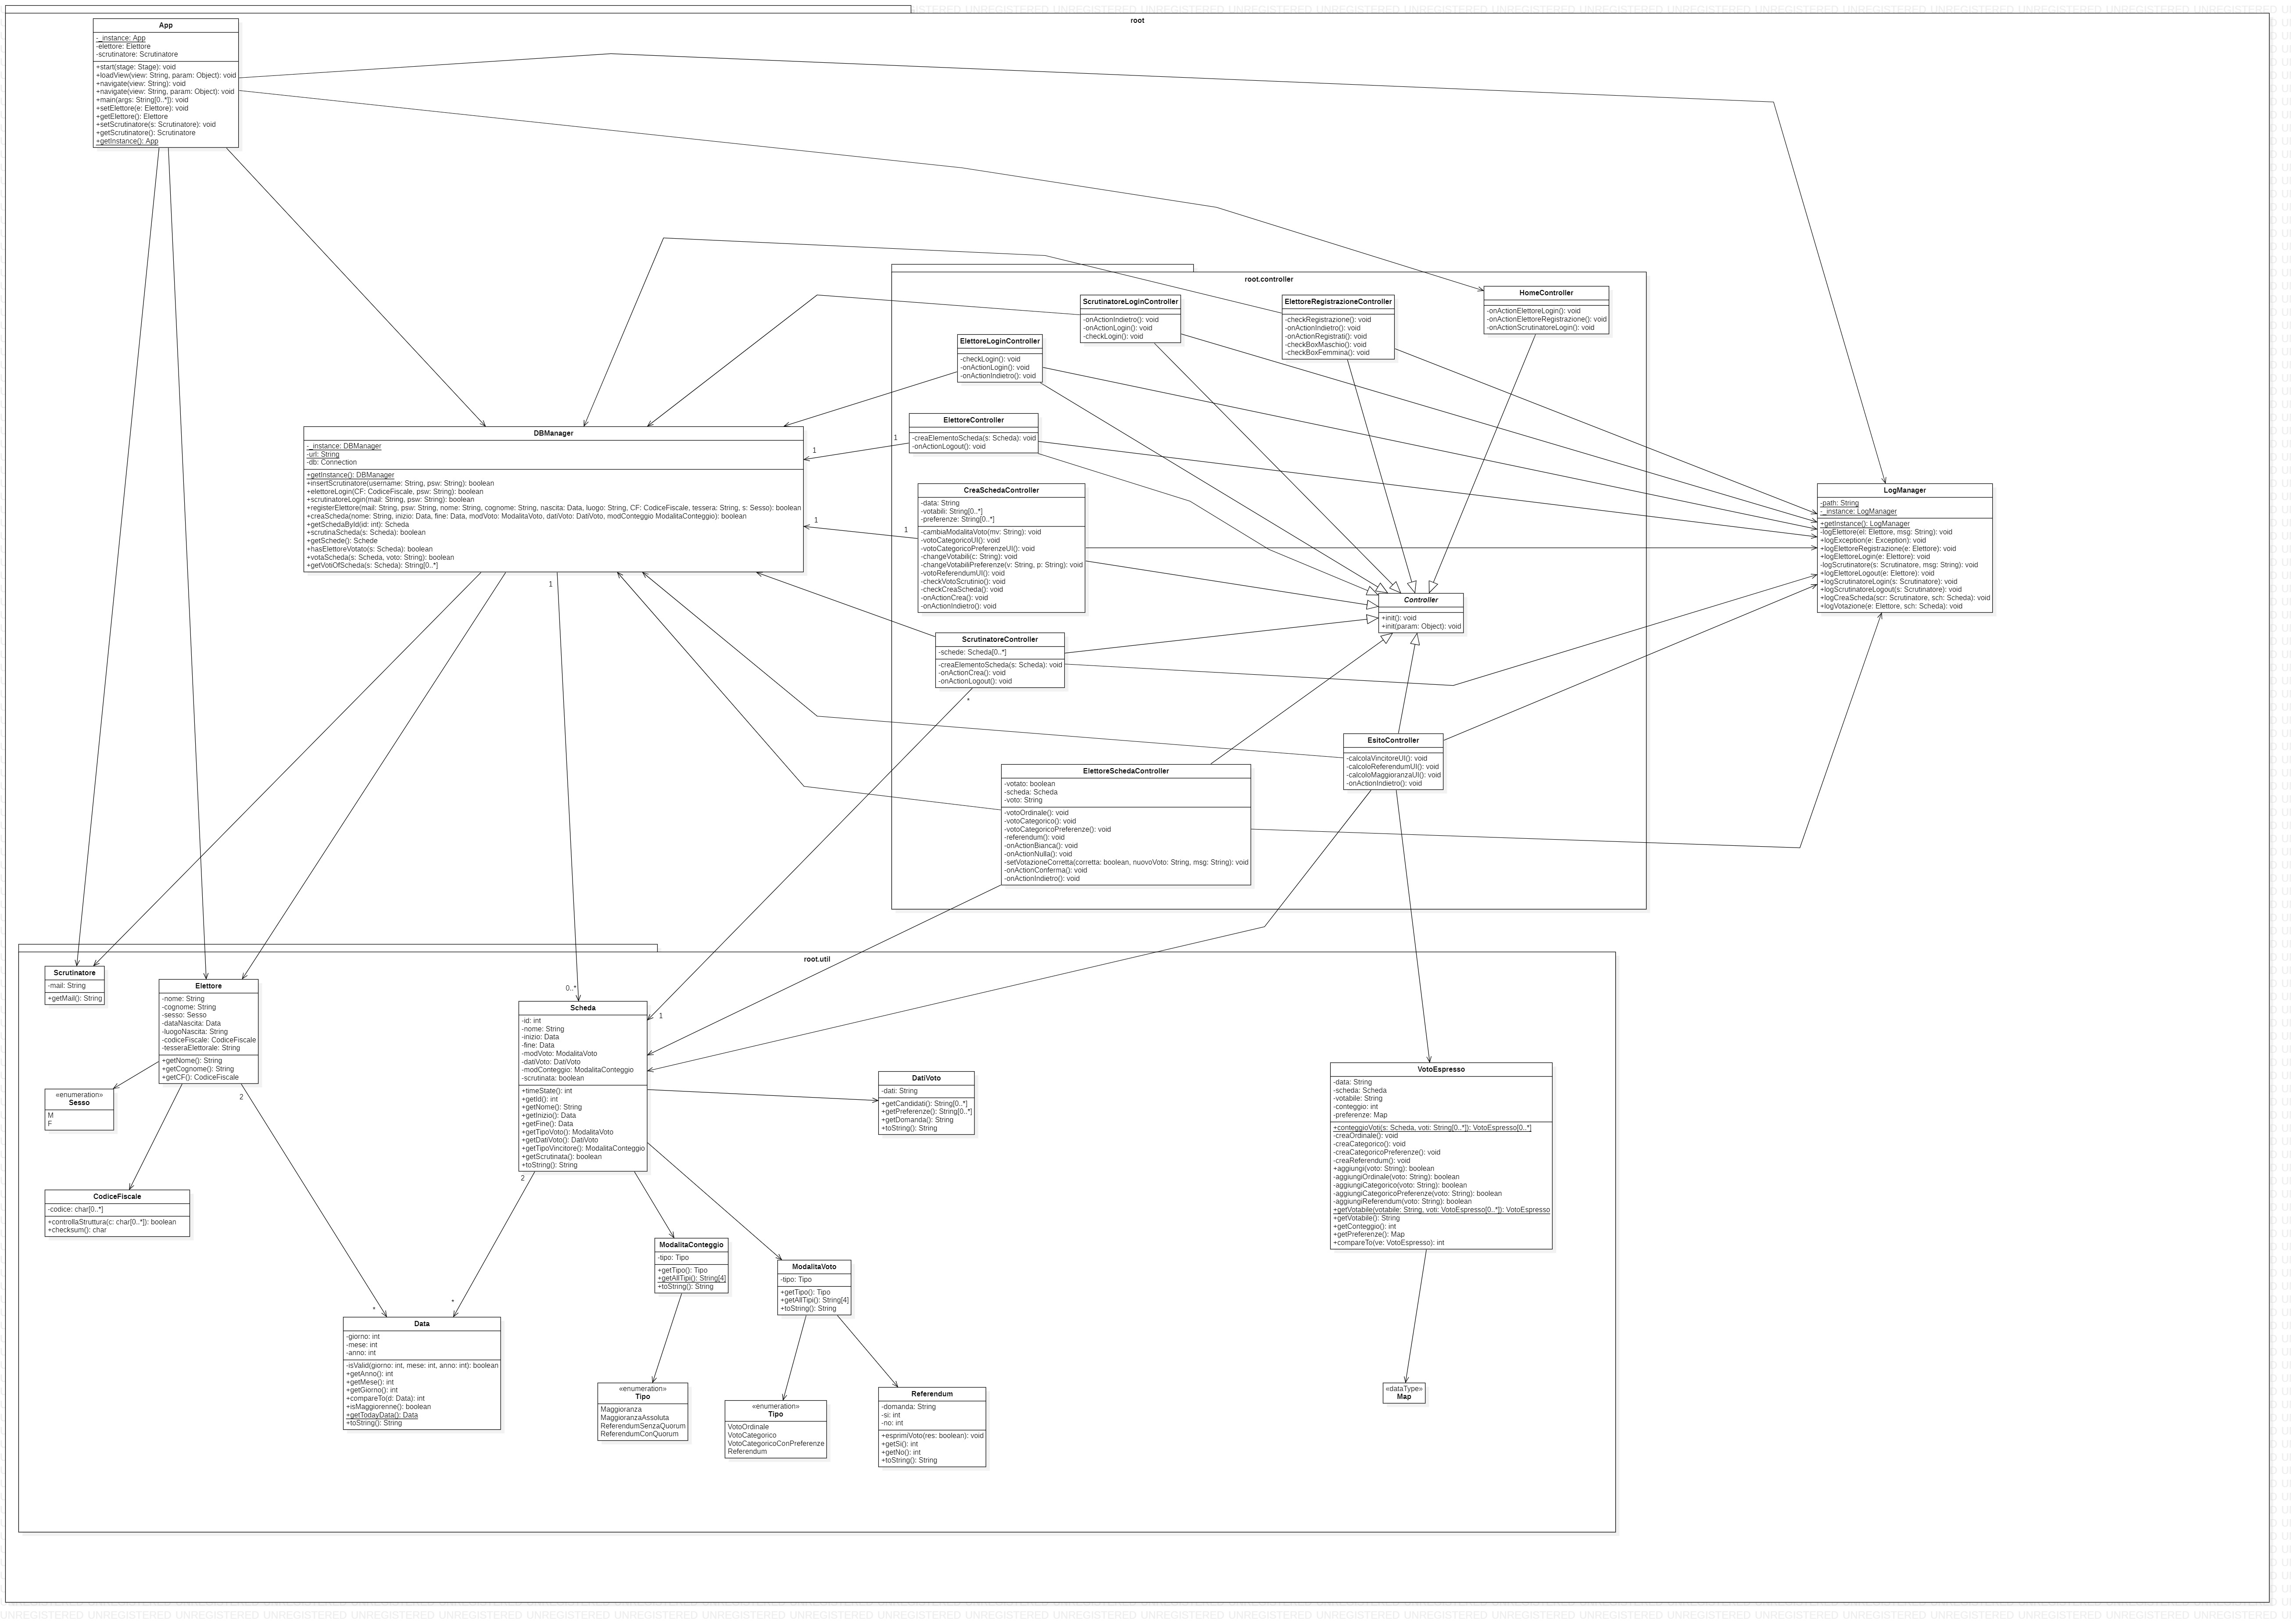 root
App
-_instance: App
-elettore: Elettore
-scrutinatore: Scrutinatore
+start(stage: Stage): void
+loadView(view: String, param: Object): void
+navigate(view: String): void
+navigate(view: String, param: Object): void
+main(args: String[0..*]): void
+setElettore(e: Elettore): void
+getElettore(): Elettore
+setScrutinatore(s: Scrutinatore): void
+getScrutinatore(): Scrutinatore
+getInstance(): App
root.controller
HomeController
-onActionElettoreLogin(): void
-onActionElettoreRegistrazione(): void
-onActionScrutinatoreLogin(): void
ScrutinatoreLoginController
-onActionIndietro(): void
-onActionLogin(): void
-checkLogin(): void
ElettoreRegistrazioneController
-checkRegistrazione(): void
-onActionIndietro(): void
-onActionRegistrati(): void
-checkBoxMaschio(): void
-checkBoxFemmina(): void
ElettoreLoginController
-checkLogin(): void
-onActionLogin(): void
-onActionIndietro(): void
ElettoreController
-creaElementoScheda(s: Scheda): void
-onActionLogout(): void
1
1
DBManager
-_instance: DBManager
-url: String
-db: Connection
+getInstance(): DBManager
+insertScrutinatore(username: String, psw: String): boolean
+elettoreLogin(CF: CodiceFiscale, psw: String): boolean
+scrutinatoreLogin(mail: String, psw: String): boolean
+registerElettore(mail: String, psw: String, nome: String, cognome: String, nascita: Data, luogo: String, CF: CodiceFiscale, tessera: String, s: Sesso): boolean
+creaScheda(nome: String, inizio: Data, fine: Data, modVoto: ModalitaVoto, datiVoto: DatiVoto, modConteggio ModalitaConteggio): boolean
+getSchedaById(id: int): Scheda
+scrutinaScheda(s: Scheda): boolean
+getSchede(): Schede
+hasElettoreVotato(s: Scheda): boolean
+votaScheda(s: Scheda, voto: String): boolean
+getVotiOfScheda(s: Scheda): String[0..*]
1
1
1
CreaSchedaController
-data: String
-votabili: String[0..*]
-preferenze: String[0..*]
-cambiaModalitaVoto(mv: String): void
-votoCategoricoUI(): void
-votoCategoricoPreferenzeUI(): void
-changeVotabili(c: String): void
-changeVotabiliPreferenze(v: String, p: String): void
-votoReferendumUI(): void
-checkVotoScrutinio(): void
-checkCreaScheda(): void
-onActionCrea(): void
-onActionIndietro(): void
LogManager
-path: String
-_instance: LogManager
+getInstance(): LogManager
-logElettore(el: Elettore, msg: String): void
+logException(e: Exception): void
+logElettoreRegistrazione(e: Elettore): void
+logElettoreLogin(e: Elettore): void
-logScrutinatore(s: Scrutinatore, msg: String): void
+logElettoreLogout(e: Elettore): void
+logScrutinatoreLogin(s: Scrutinatore): void
+logScrutinatoreLogout(s: Scrutinatore): void
+logCreaScheda(scr: Scrutinatore, sch: Scheda): void
+logVotazione(e: Elettore, sch: Scheda): void
Controller
+init(): void
+init(param: Object): void
ScrutinatoreController
-schede: Scheda[0..*]
-creaElementoScheda(s: Scheda): void
-onActionCrea(): void
-onActionLogout(): void
*
EsitoController
-calcolaVincitoreUI(): void
-calcoloReferendumUI(): void
-calcoloMaggioranzaUI(): void
-onActionIndietro(): void
ElettoreSchedaController
-votato: boolean
-scheda: Scheda
-voto: String
-votoOrdinale(): void
-votoCategorico(): void
-votoCategoricoPreferenze(): void
-referendum(): void
-onActionBianca(): void
-onActionNulla(): void
-setVotazioneCorretta(corretta: boolean, nuovoVoto: String, msg: String): void
-onActionConferma(): void
-onActionIndietro(): void
root.util
Scrutinatore
-mail: String
+getMail(): String
Elettore
-nome: String
-cognome: String
-sesso: Sesso
-dataNascita: Data
-luogoNascita: String
-codiceFiscale: CodiceFiscale
-tesseraElettorale: String
+getNome(): String
+getCognome(): String
+getCF(): CodiceFiscale
2
«enumeration»
Sesso
M
F
0..*
1
Scheda
-id: int
-nome: String
-inizio: Data
-fine: Data
-modVoto: ModalitaVoto
-datiVoto: DatiVoto
-modConteggio: ModalitaConteggio
-scrutinata: boolean
+timeState(): int
+getId(): int
+getNome(): String
+getInizio(): Data
+getFine(): Data
+getTipoVoto(): ModalitaVoto
+getDatiVoto(): DatiVoto
+getTipoVincitore(): ModalitaConteggio
+getScrutinata(): boolean
+toString(): String
2
DatiVoto
-dati: String
+getCandidati(): String[0..*]
+getPreferenze(): String[0..*]
+getDomanda(): String
+toString(): String
VotoEspresso
-data: String
-scheda: Scheda
-votabile: String
-conteggio: int
-preferenze: Map
+conteggioVoti(s: Scheda, voti: String[0..*]): VotoEspresso[0..*]
-creaOrdinale(): void
-creaCategorico(): void
-creaCategoricoPreferenze(): void
-creaReferendum(): void
+aggiungi(voto: String): boolean
-aggiungiOrdinale(voto: String): boolean
-aggiungiCategorico(voto: String): boolean
-aggiungiCategoricoPreferenze(voto: String): boolean
-aggiungiReferendum(voto: String): boolean
+getVotabile(votabile: String, voti: VotoEspresso[0..*]): VotoEspresso
+getVotabile(): String
+getConteggio(): int
+getPreferenze(): Map
+compareTo(ve: VotoEspresso): int
CodiceFiscale
-codice: char[0..*]
+controllaStruttura(c: char[0..*]): boolean
+checksum(): char
ModalitaConteggio
-tipo: Tipo
+getTipo(): Tipo
+getAllTipi(): String[4]
+toString(): String
ModalitaVoto
-tipo: Tipo
+getTipo(): Tipo
+getAllTipi(): String[4]
+toString(): String
*
*
Data
-giorno: int
-mese: int
-anno: int
-isValid(giorno: int, mese: int, anno: int): boolean
+getAnno(): int
+getMese(): int
+getGiorno(): int
+compareTo(d: Data): int
+isMaggiorenne(): boolean
+getTodayData(): Data
+toString(): String
«enumeration»
Tipo
Maggioranza
MaggioranzaAssoluta
ReferendumSenzaQuorum
ReferendumConQuorum
«enumeration»
Tipo
VotoOrdinale
VotoCategorico
VotoCategoricoConPreferenze
Referendum
Referendum
-domanda: String
-si: int
-no: int
+esprimiVoto(res: boolean): void
+getSi(): int
+getNo(): int
+toString(): String
«dataType»
Map
UNREGISTERED UNREGISTERED UNREGISTERED UNREGISTERED UNREGISTERED UNREGISTERED UNREGISTERED UNREGISTERED UNREGISTERED UNREGISTERED UNREGISTERED UNREGISTERED UNREGISTERED UNREGISTERED UNREGISTERED UNREGISTERED UNREGISTERED UNREGISTERED UNREGISTERED UNREGISTERED UNREGISTERED UNREGISTERED UNREGISTERED UNREGISTERED UNREGISTERED UNREGISTERED UI